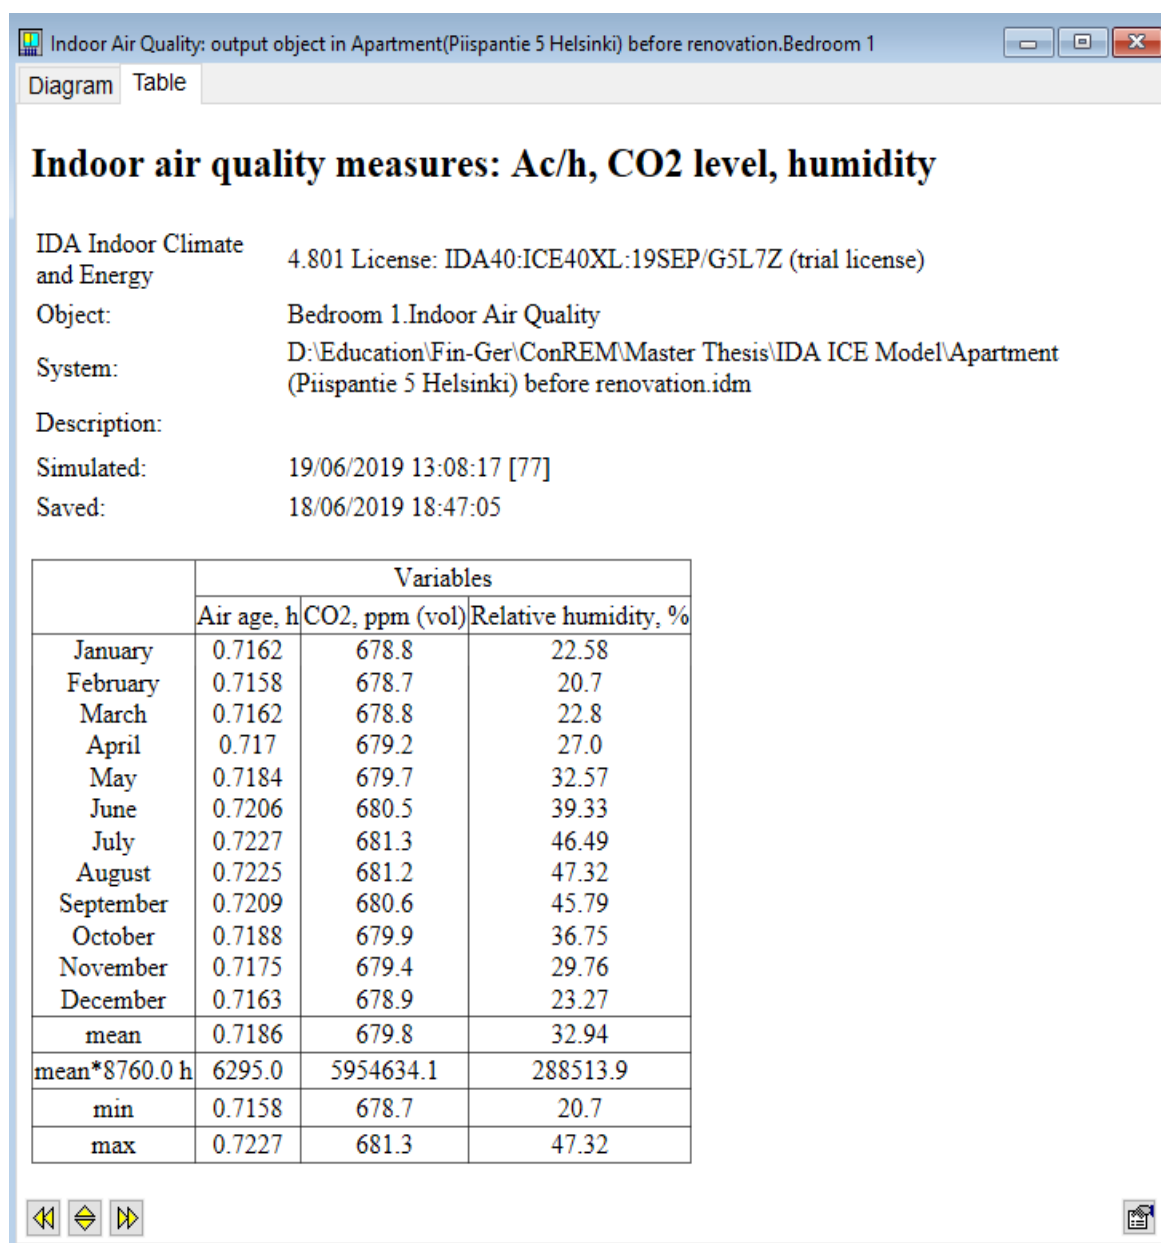 Indoor Air Quality: output object in Apartment(Piispantie 5 Helsinki) before renovation.Bedroom 1
Diagram Table
Indoor air quality measures: Ac/h, CO2 level, humidity
IDA Indoor Climate
and Energy
4.801 License: IDA40:ICE40XL:19SEP/G5L7Z (trial license)
Object: Bedroom 1.Indoor Air Quality
System: D:\Education\Fin-Ger\ConREM\Master Thesis\IDA ICE Model\Apartment
(Piispantie 5 Helsinki) before renovation.idm
Description:
Simulated: 19/06/2019 13:08:17 [77]
Saved: 18/06/2019 18:47:05
Variables
Air age, h CO2, ppm (vol) Relative humidity, %
January 0.7162 678.8 22.58
February 0.7158 678.7 20.7
March 0.7162 678.8 22.8
April 0.717 679.2 27.0
May 0.7184 679.7 32.57
June 0.7206 680.5 39.33
July 0.7227 681.3 46.49
August 0.7225 681.2 47.32
September 0.7209 680.6 45.79
October 0.7188 679.9 36.75
November 0.7175 679.4 29.76
December 0.7163 678.9 23.27
mean 0.7186 679.8 32.94
mean*8760.0 h 6295.0 5954634.1 288513.9
min 0.7158 678.7 20.7
max 0.7227 681.3 47.32